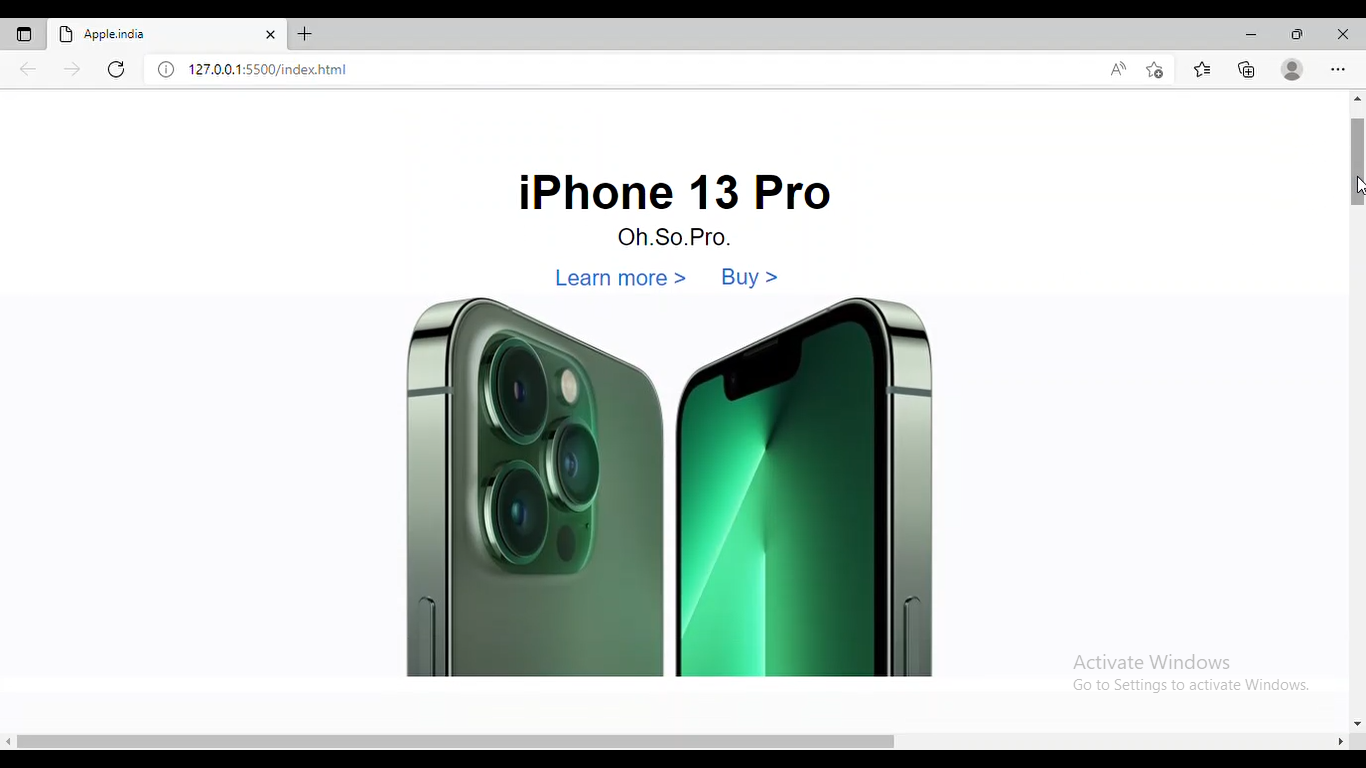 Apple.india
127.0.0.1:5500/index.html
iPhone 13 Pro
Oh.So.Pro.
Learn more > Buy >
Activate Windows
Go to Settings to activate Windows.